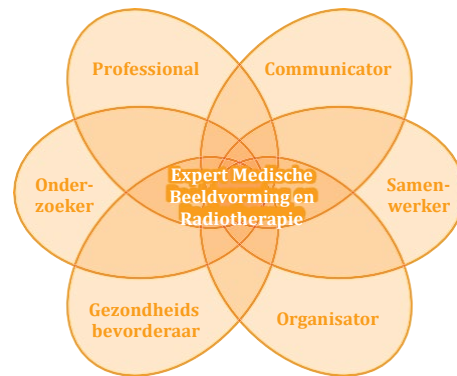 Professional
Communicator
Expert Medische
Beeldvorming en
Radiotherapie
Onder-
zoeker
Samen-
werker
Gezondheids
bevorderaar
Organisator